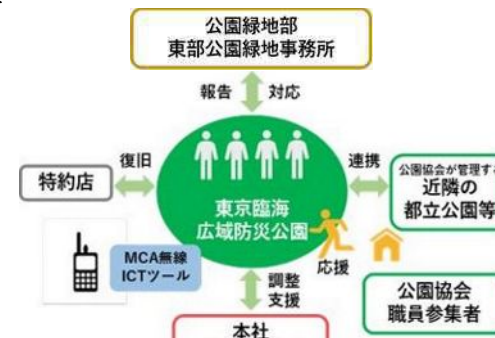 公園緑地部
東部公園緑地事務所
報告 対応
復旧
連携
特約店
公園協会が管理す
近隣の
都立公園等
東京臨海
広域防災公園
MCA無線
ICTツール
応援
調整
支援
公園協会
職員参集者
本社